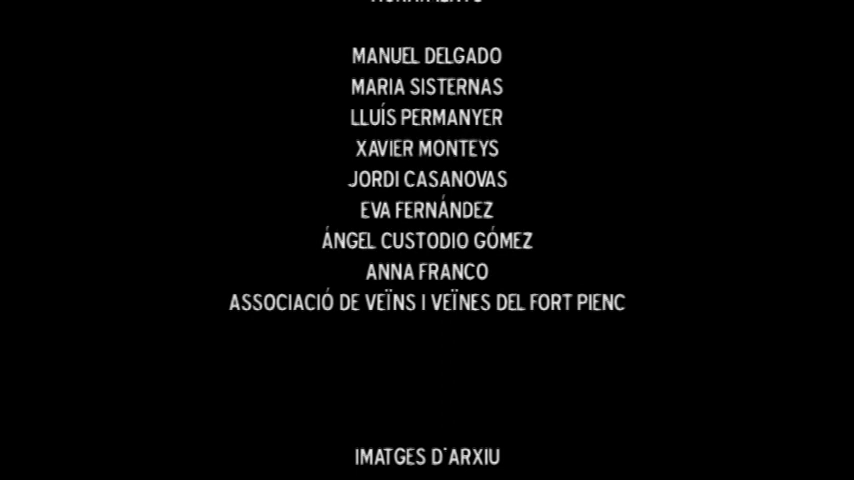 MANUEL DELGADO
MARIA SISTERNAS
LLUÍS PERMANYER
XAVIER MONTEYS
JORDI CASANOVAS
EVA FERNÁNDEZ
ÁNGEL CUSTODIO GÓMEZ
ANNA FRANCO
ASSOCIACIÓ DE VEÏNS I VEÏNES DEL FORT PIENC
IMATGES D'ARXIU